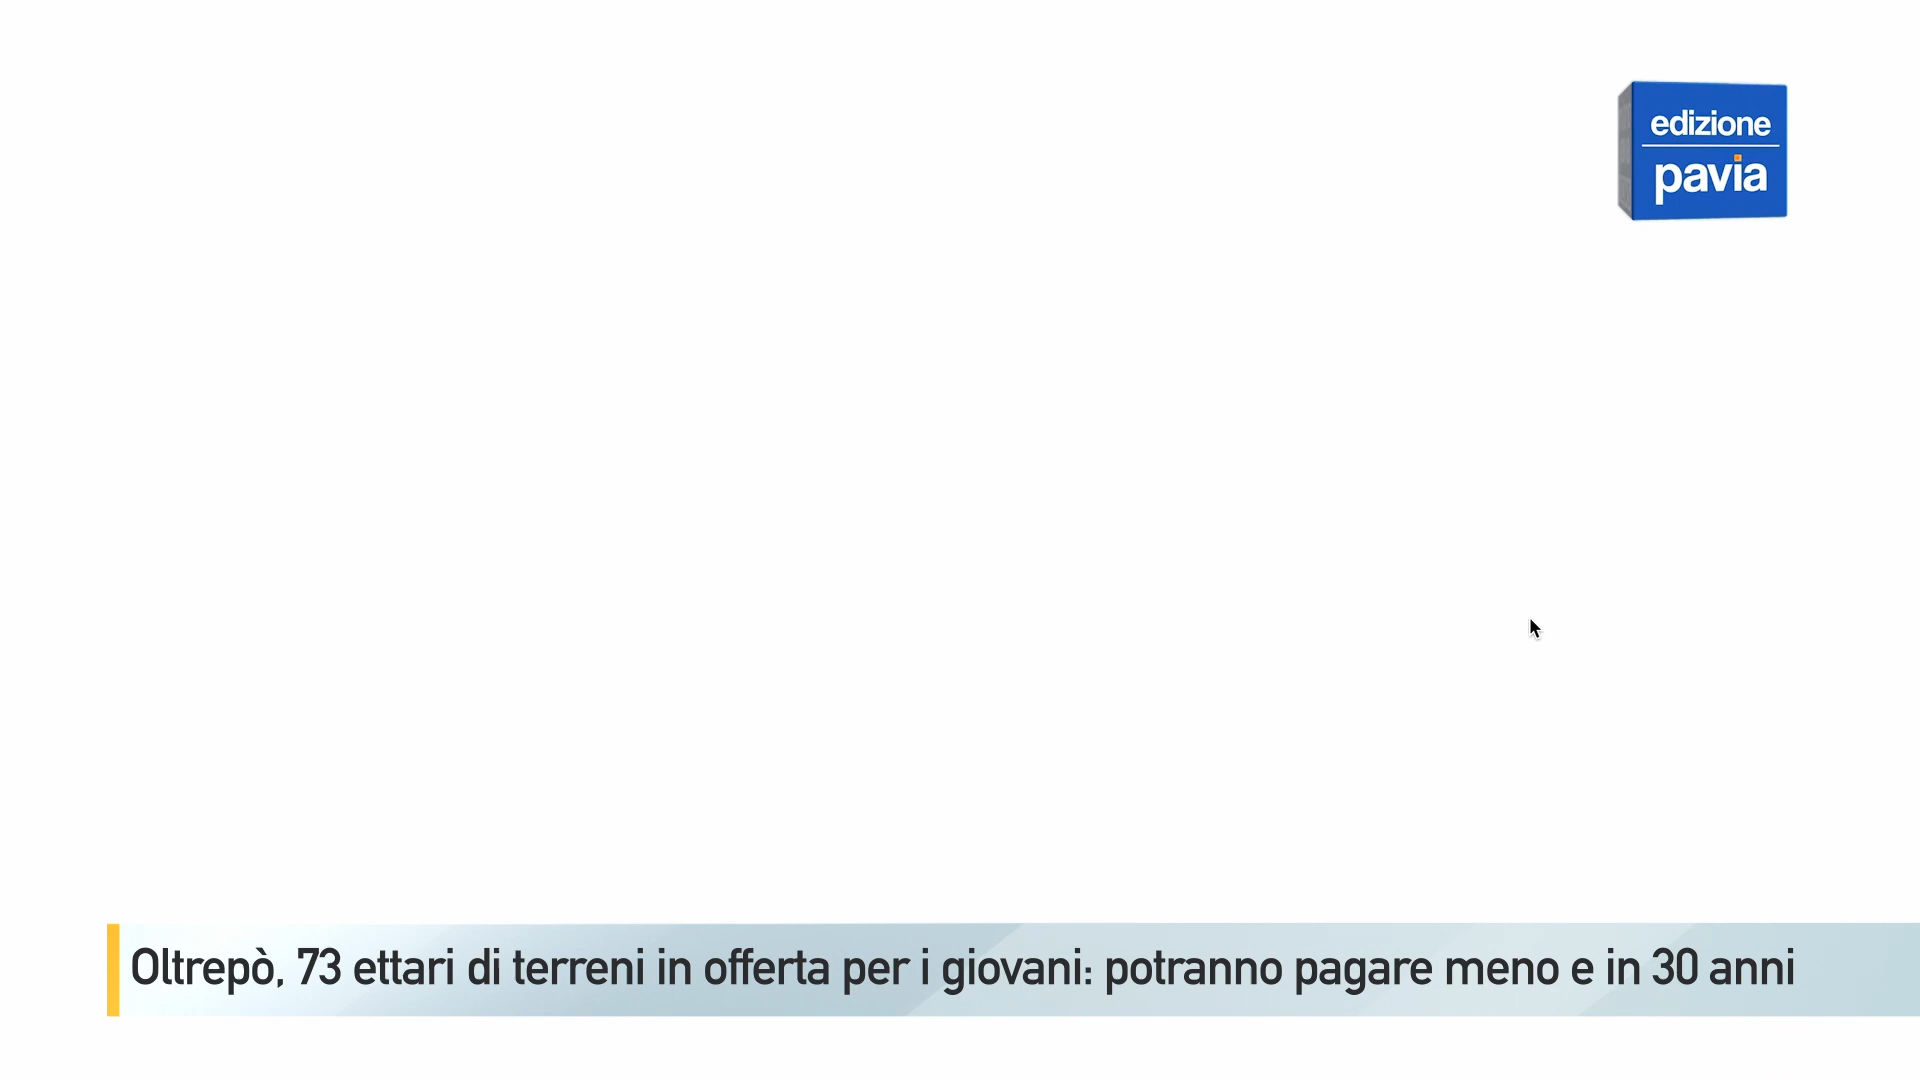 edizione
pavia
Oltrepò, 73 ettari di terreni in offerta per i giovani: potranno pagare meno e in 30 anni